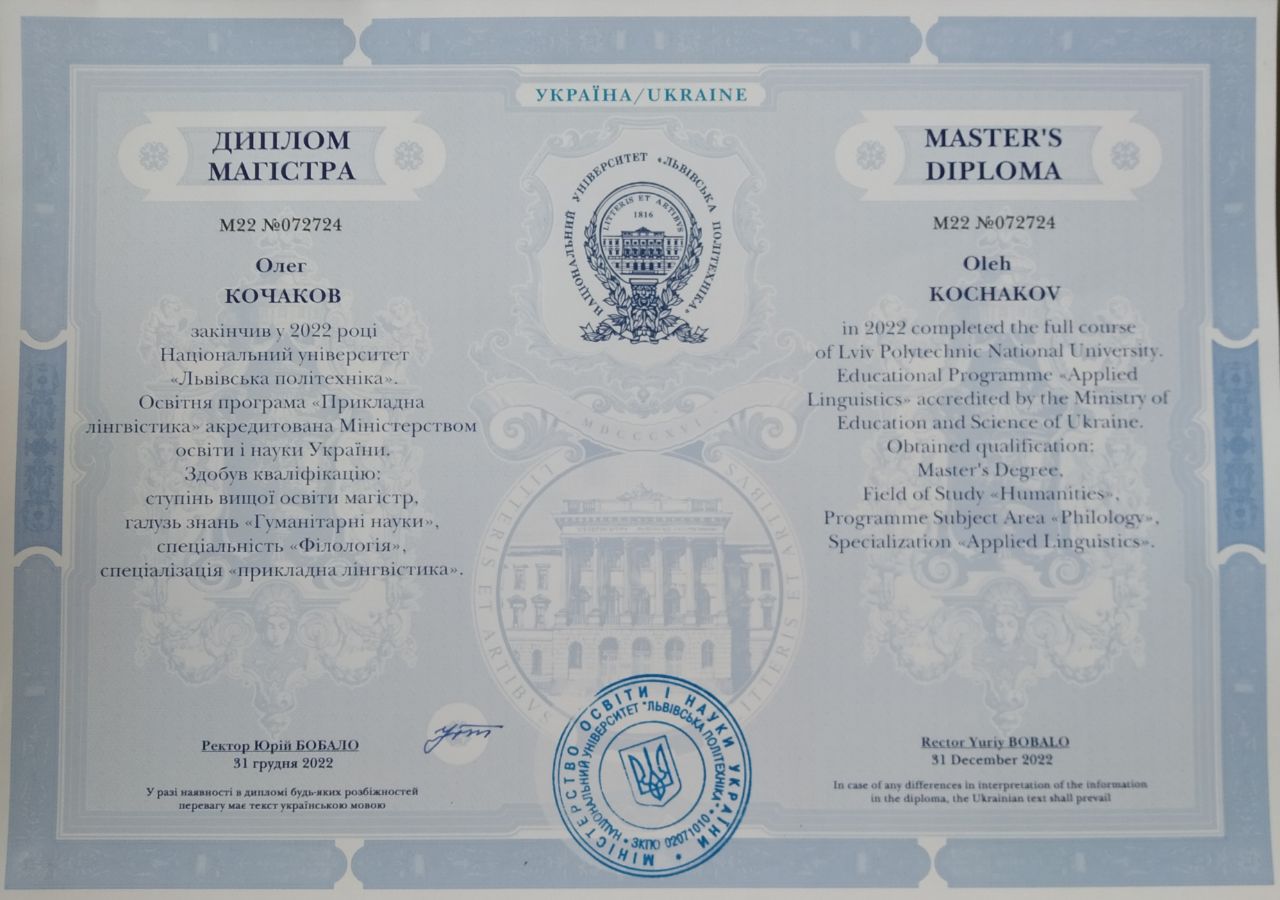 УКРАЇНА/UKRAINE
ДИПЛОМ
МАГІСТРА
М22 №072724
Олег
КОЧАКОВ
закінчив у 2022 році
Національний університет
«Львівська політехніка».
Освітня програма «Прикладна
лінгвістика» акредитована Міністерством
освіти і науки України.
Здобув кваліфікацію:
ступінь вищої освіти магістр,
галузь знань «Гуманітарні науки»,
спеціальність «Філологія»,
спеціалізація «прикладна лінгвістика».
Ректор Юрій БОБАЛО
31 грудня 2022
У разі наявності в дипломі будь-яких розбіжностей
перевагу має текст українською мовою
НАЦІОНАЛЬНИЙ УНІВЕРСИТЕТ «ЛЬВІВСЬКА ПОЛІТЕХНІКА»
LITTERIS ET ARTIBVS
1816
MDCCCXVI
LITTERIS ET ARTIBVS
LITTERIS ET ARTIBVS
МІНІСТЕРСТВО ОСВІТИ І НАУКИ УКРАЇНИ
НАЦІОНАЛЬНИЙ УНІВЕРСИТЕТ "ЛЬВІВСЬКА ПОЛІТЕХНІКА"
ЗКПО 02071010
MASTER'S
DIPLOMA
М22 №072724
Oleh
KOCHAKOV
in 2022 completed the full course
of Lviv Polytechnic National University.
Educational Programme «Applied
Linguistics» accredited by the Ministry of
Education and Science of Ukraine.
Obtained qualification:
Master's Degree,
Field of Study «Humanities»,
Programme Subject Area «Philology»,
Specialization «Applied Linguistics».
Rector Yuriy BOBALO
31 December 2022
In case of any differences in interpretation of the information
in the diploma, the Ukrainian text shall prevail